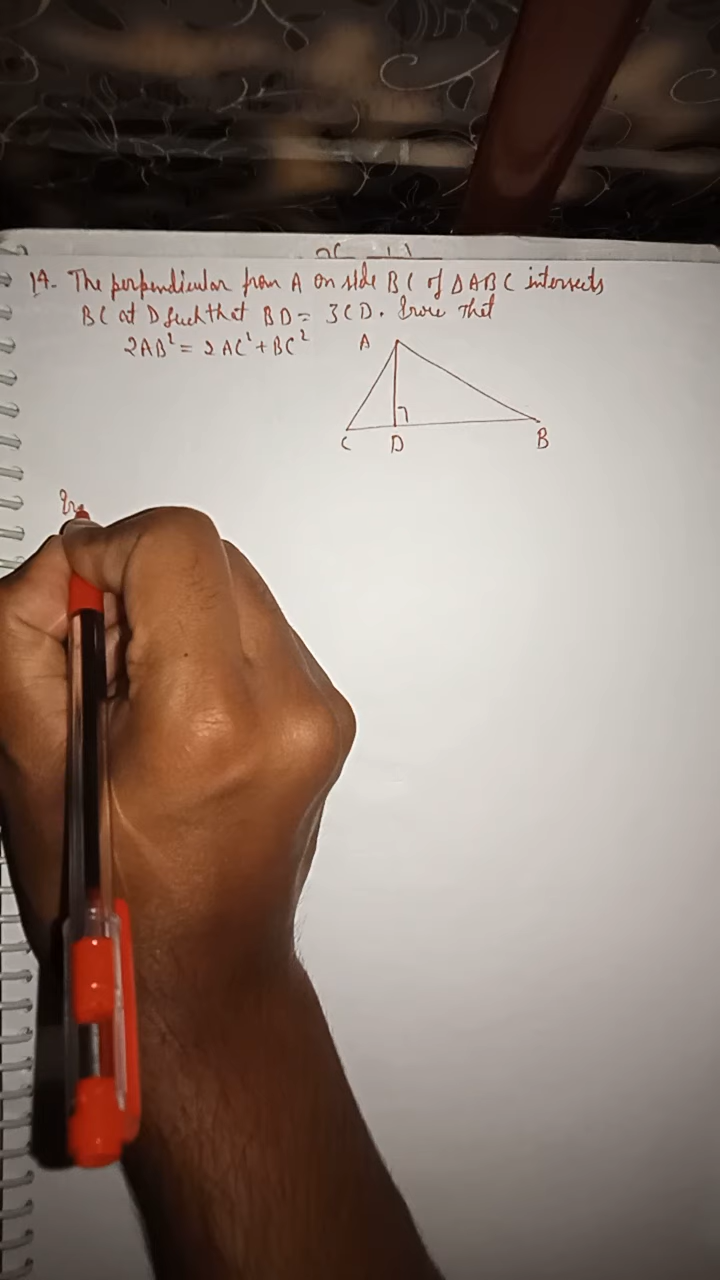 14. The perpendicular from A on side BC of ΔABC intersects
BC at D such that BD = 3CD. Prove that
2AB² = 2AC² + BC²
A
C D B